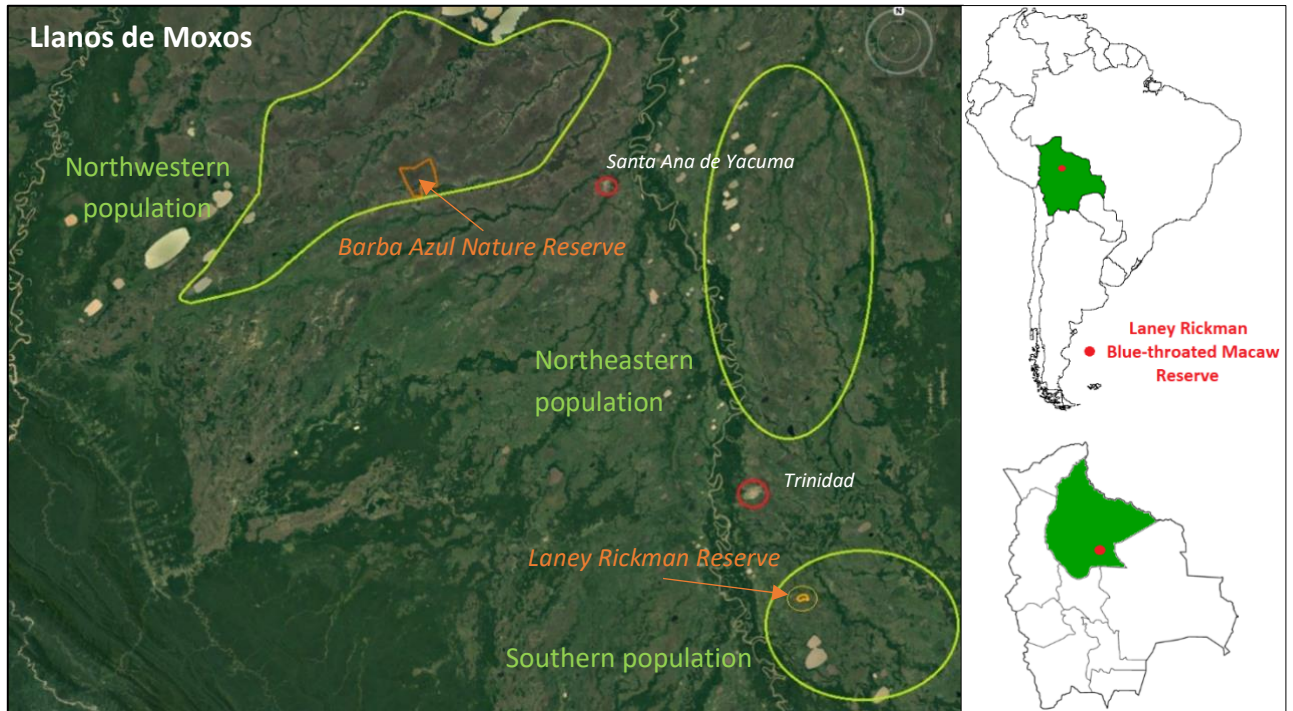 Llanos de Moxos
N
Northwestern
population
Santa Ana de Yacuma
Barba Azul Nature Reserve
Northeastern
population
Trinidad
Laney Rickman Reserve
Southern population
Laney Rickman
Blue-throated Macaw
Reserve